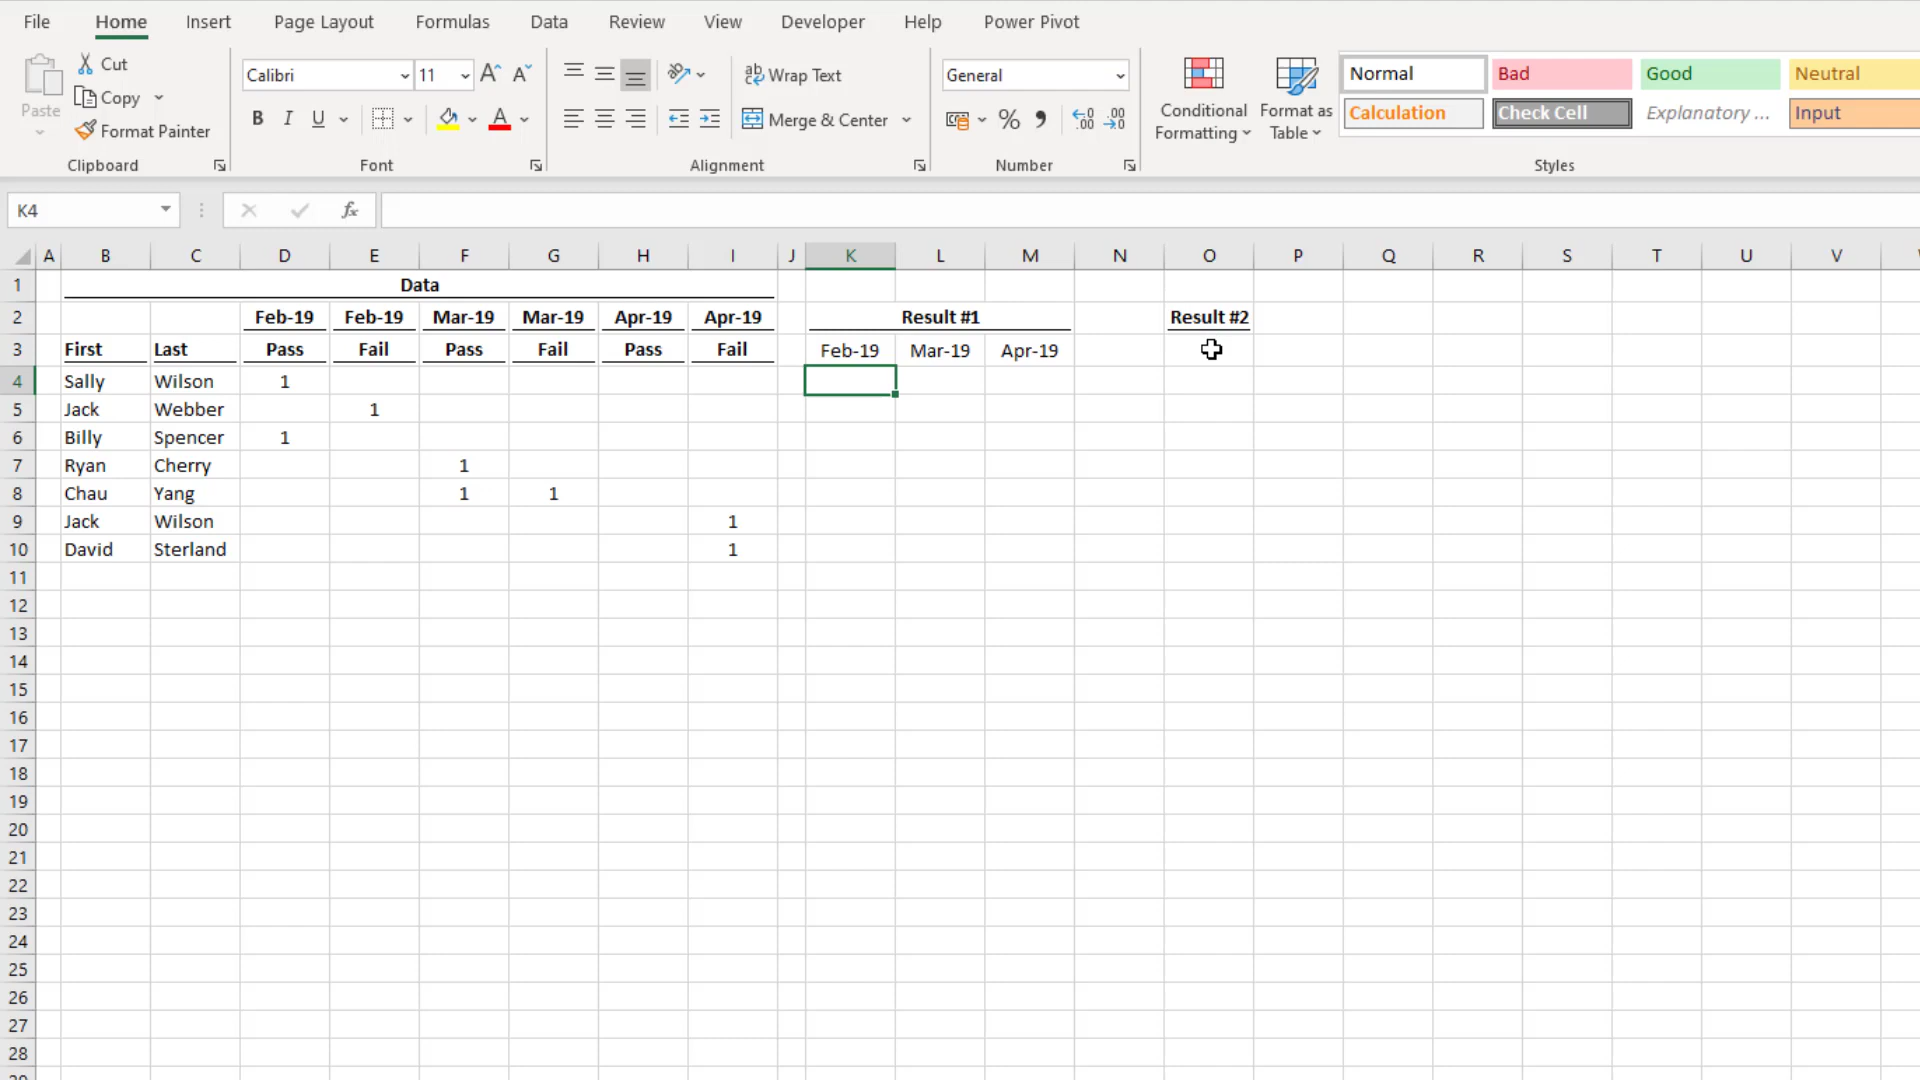 File Home Insert Page Layout Formulas Data Review View Developer Help Power Pivot
Paste
Cut
Copy
Format Painter
Clipboard
Calibri 11
B I U
Font
Wrap Text
Merge & Center
Alignment
General
Number
Conditional Formatting
Format as Table
Normal Bad Good Neutral
Calculation Check Cell Explanatory ... Input
Styles
K4 fx
A B C D E F G H I J K L M N O P Q R S T U V
1 Data
2 Feb-19 Feb-19 Mar-19 Mar-19 Apr-19 Apr-19 Result #1 Result #2
3 First Last Pass Fail Pass Fail Pass Fail Feb-19 Mar-19 Apr-19
4 Sally Wilson 1
5 Jack Webber 1
6 Billy Spencer 1
7 Ryan Cherry 1
8 Chau Yang 1 1
9 Jack Wilson 1
10 David Sterland 1
11
12
13
14
15
16
17
18
19
20
21
22
23
24
25
26
27
28